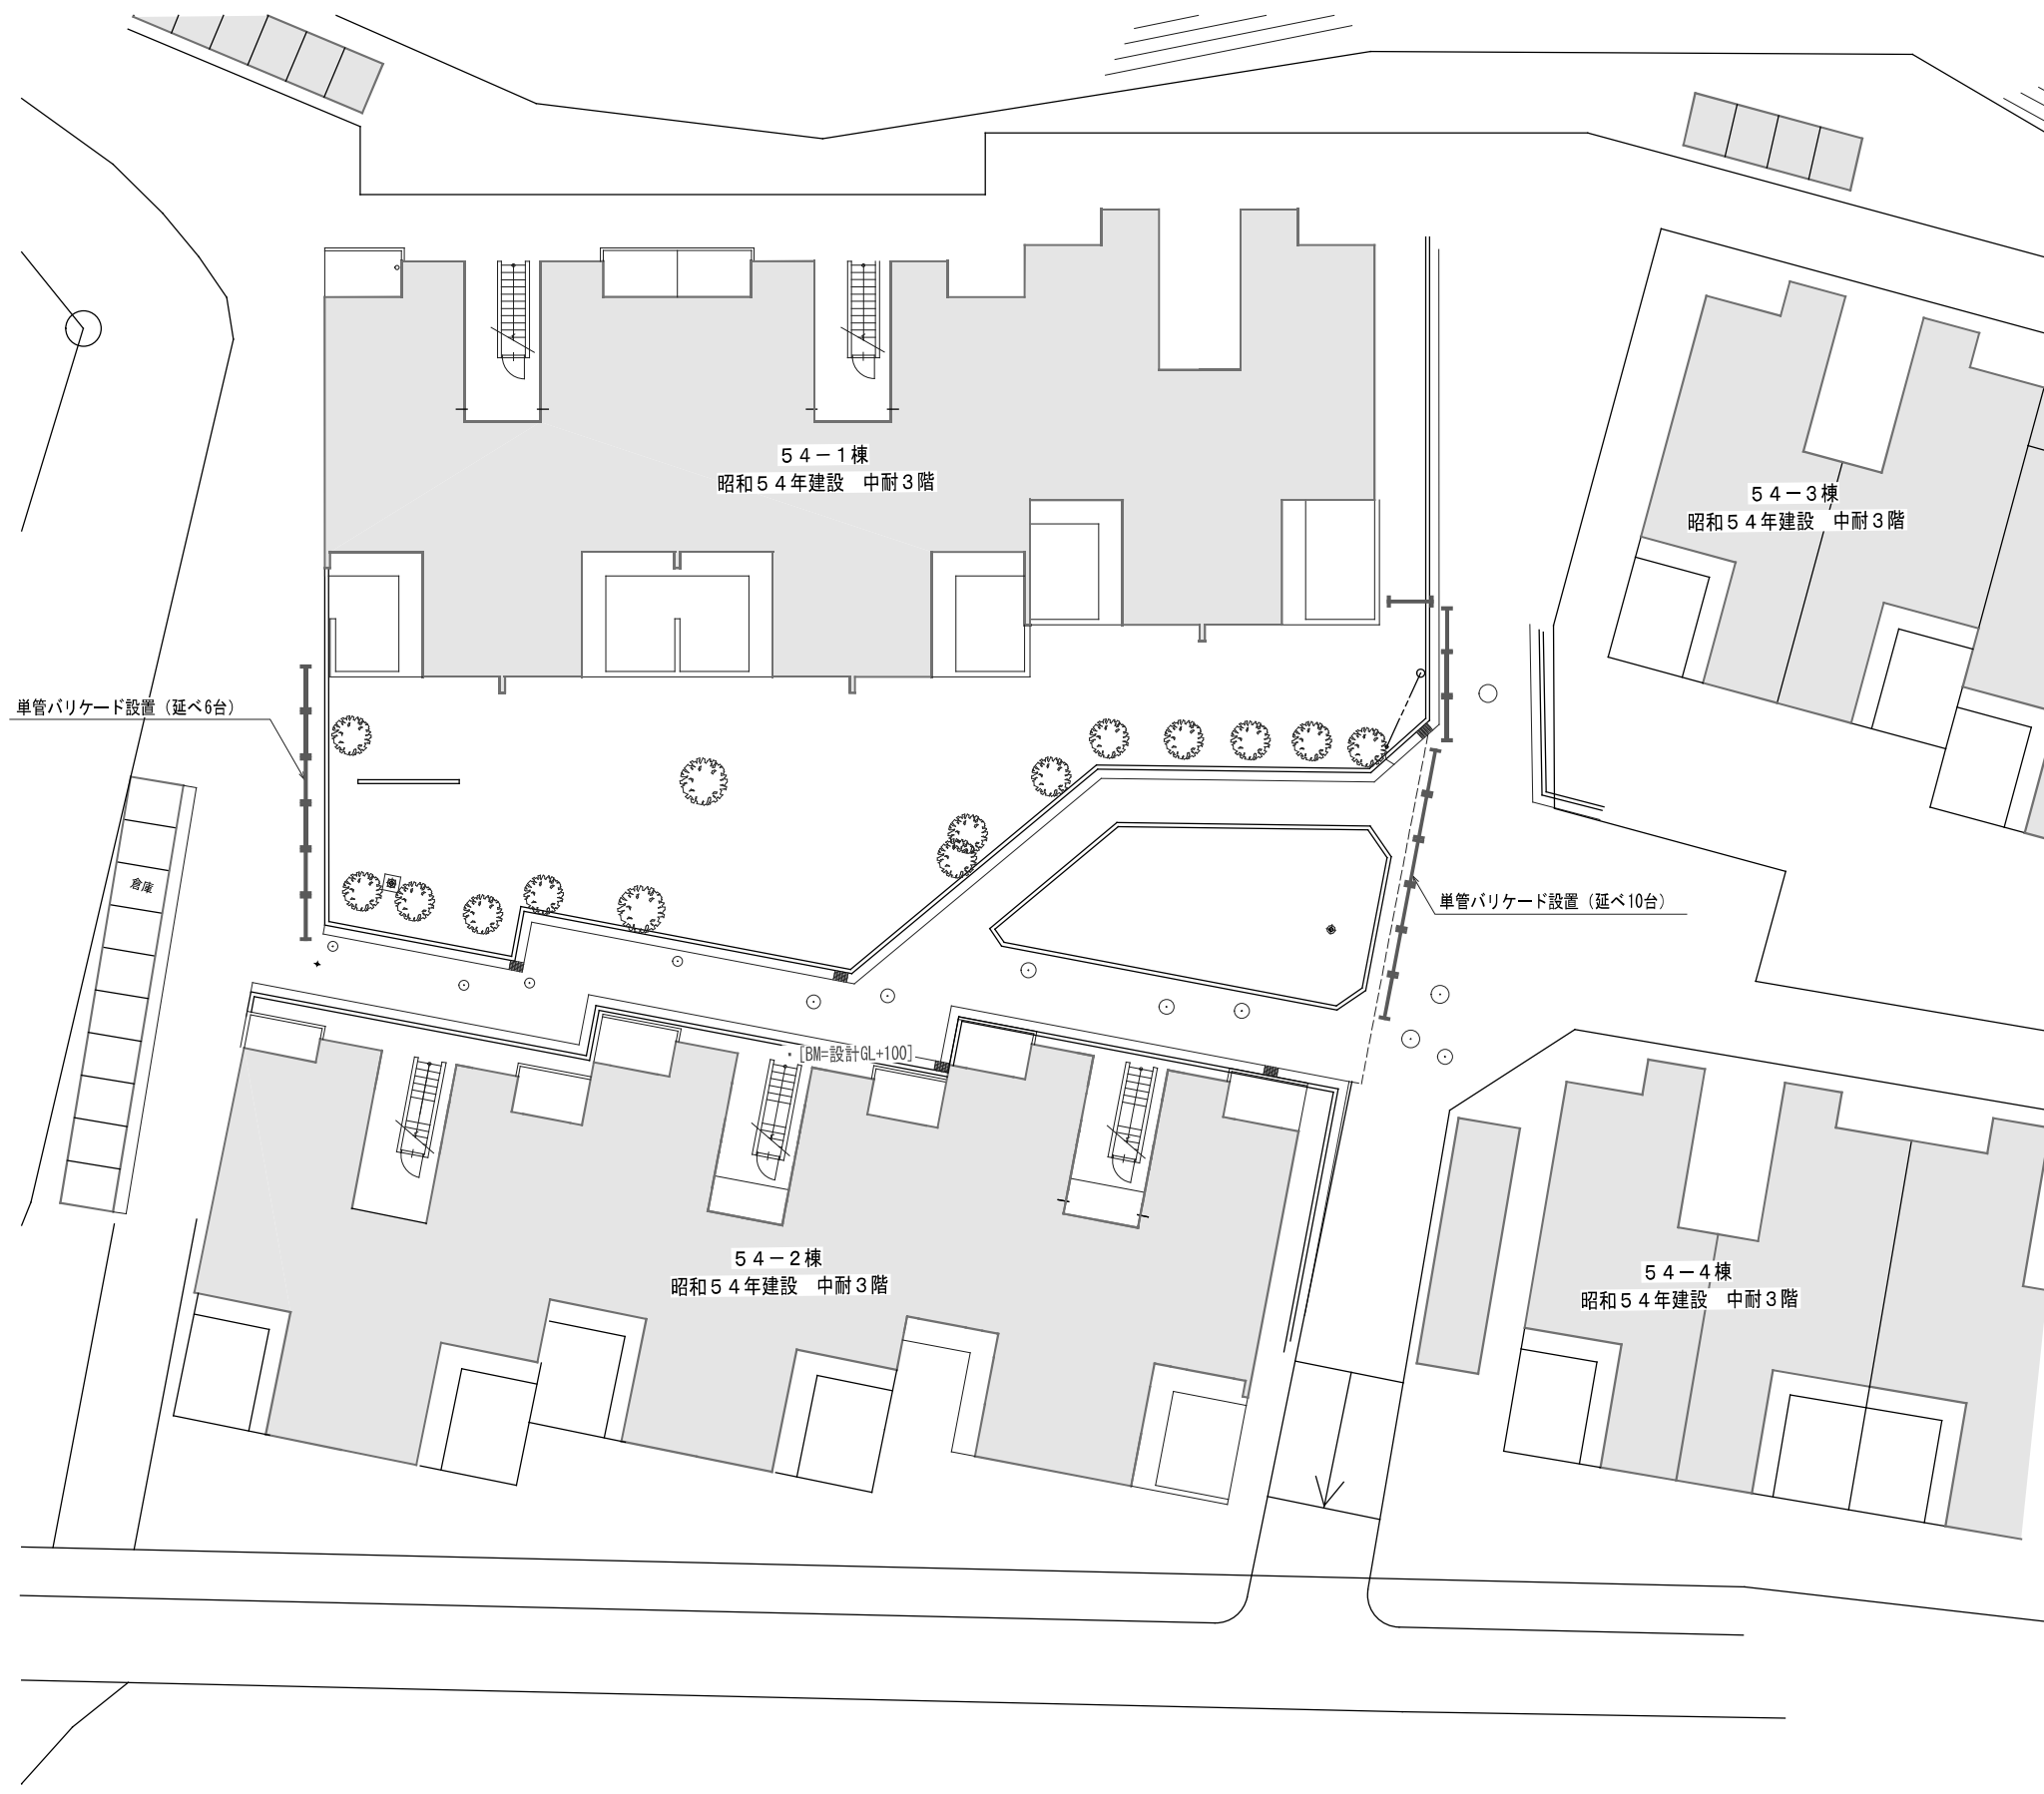 ５４－１棟
昭和５４年建設　中耐３階
５４－３棟
昭和５４年建設　中耐３階
単管バリケード設置（延べ6台）
倉庫
単管バリケード設置（延べ10台）
[BM=設計GL+100]
５４－２棟
昭和５４年建設　中耐３階
５４－４棟
昭和５４年建設　中耐３階